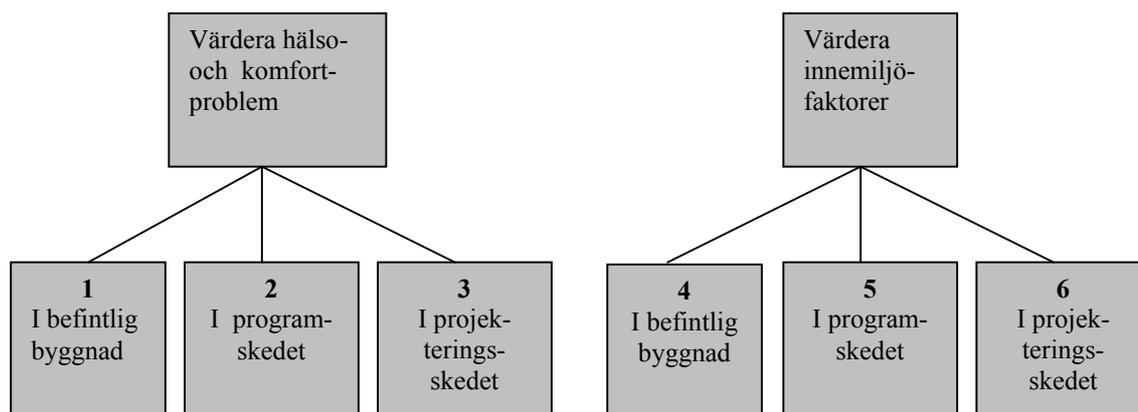 Värdera hälso-
och komfort-
problem
Värdera
innemiljö-
faktorer
1
I befintlig
byggnad
2
I program-
skedet
3
I projek-
terings-
skedet
4
I befintlig
byggnad
5
I program-
skedet
6
I projek-
terings-
skedet